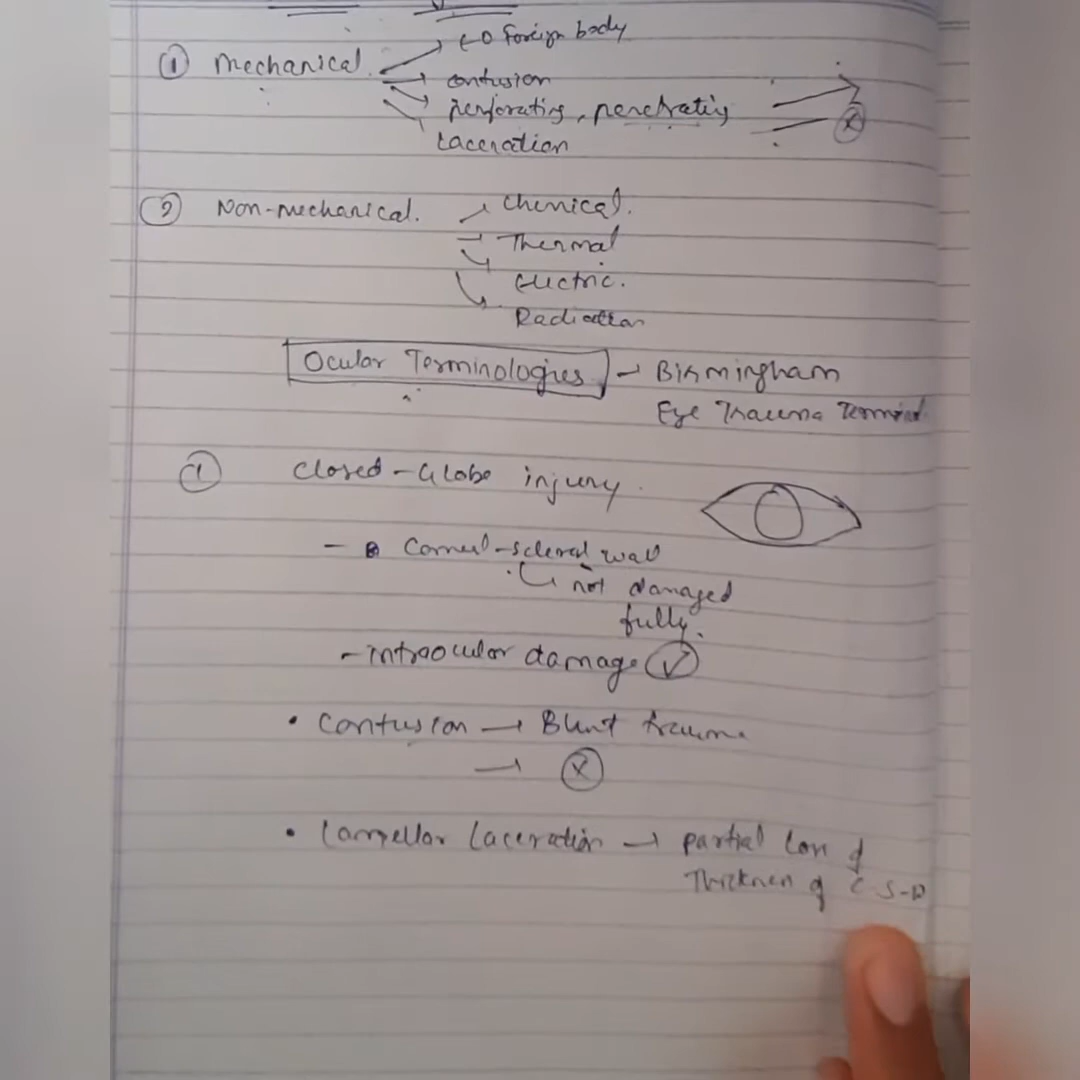 ① Mechanical → Foreign body
→ contusion
→ perforating, penetrating
Laceration
② Non-mechanical. → Chemical.
→ Thermal
Electric.
Radiation
Ocular Terminologies → Birmingham
Eye Trauma
① Closed-Globe injury.
- Corneal-scleral wall
↳ not damaged
fully.
- intraocular damage ✓
• Contusion → Blunt trauma
→ ⓧ
• Lamellar Laceration → partial loss of
Thickness of